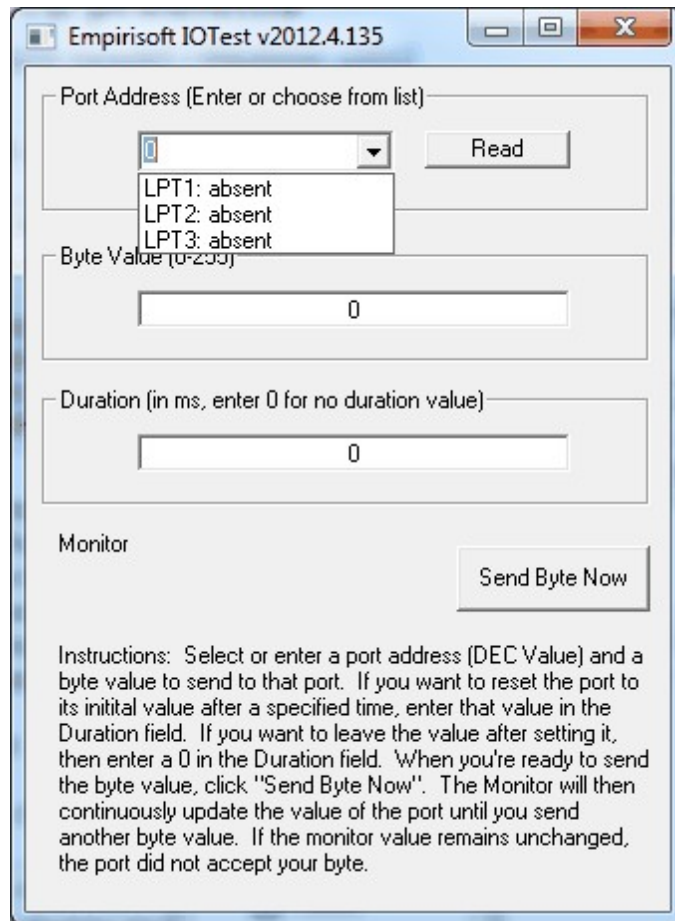 Empirisoft IOTest v2012.4.135
Port Address (Enter or choose from list)
0
Read
LPT1: absent
LPT2: absent
LPT3: absent
Byte Value (0-255)
0
Duration (in ms, enter 0 for no duration value)
0
Monitor
Send Byte Now
Instructions:  Select or enter a port address (DEC Value) and a
byte value to send to that port.  If you want to reset the port to
its initital value after a specified time, enter that value in the
Duration field.  If you want to leave the value after setting it,
then enter a 0 in the Duration field.  When you're ready to send
the byte value, click "Send Byte Now".  The Monitor will then
continuously update the value of the port until you send
another byte value.  If the monitor value remains unchanged,
the port did not accept your byte.